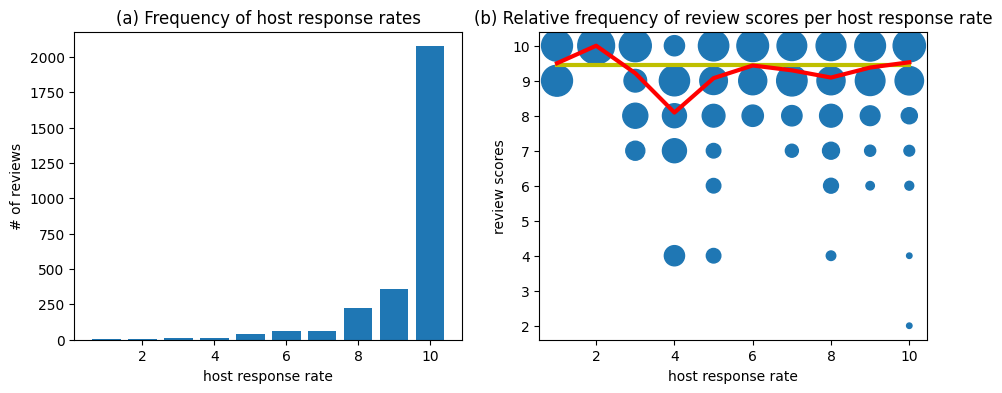 (a) Frequency of host response rates
2000
1750
1500
1250
1000
750
500
250
0
# of reviews
2 4 6 8 10
host response rate
(b) Relative frequency of review scores per host response rate
10
9
8
7
6
5
4
3
2
review scores
2 4 6 8 10
host response rate